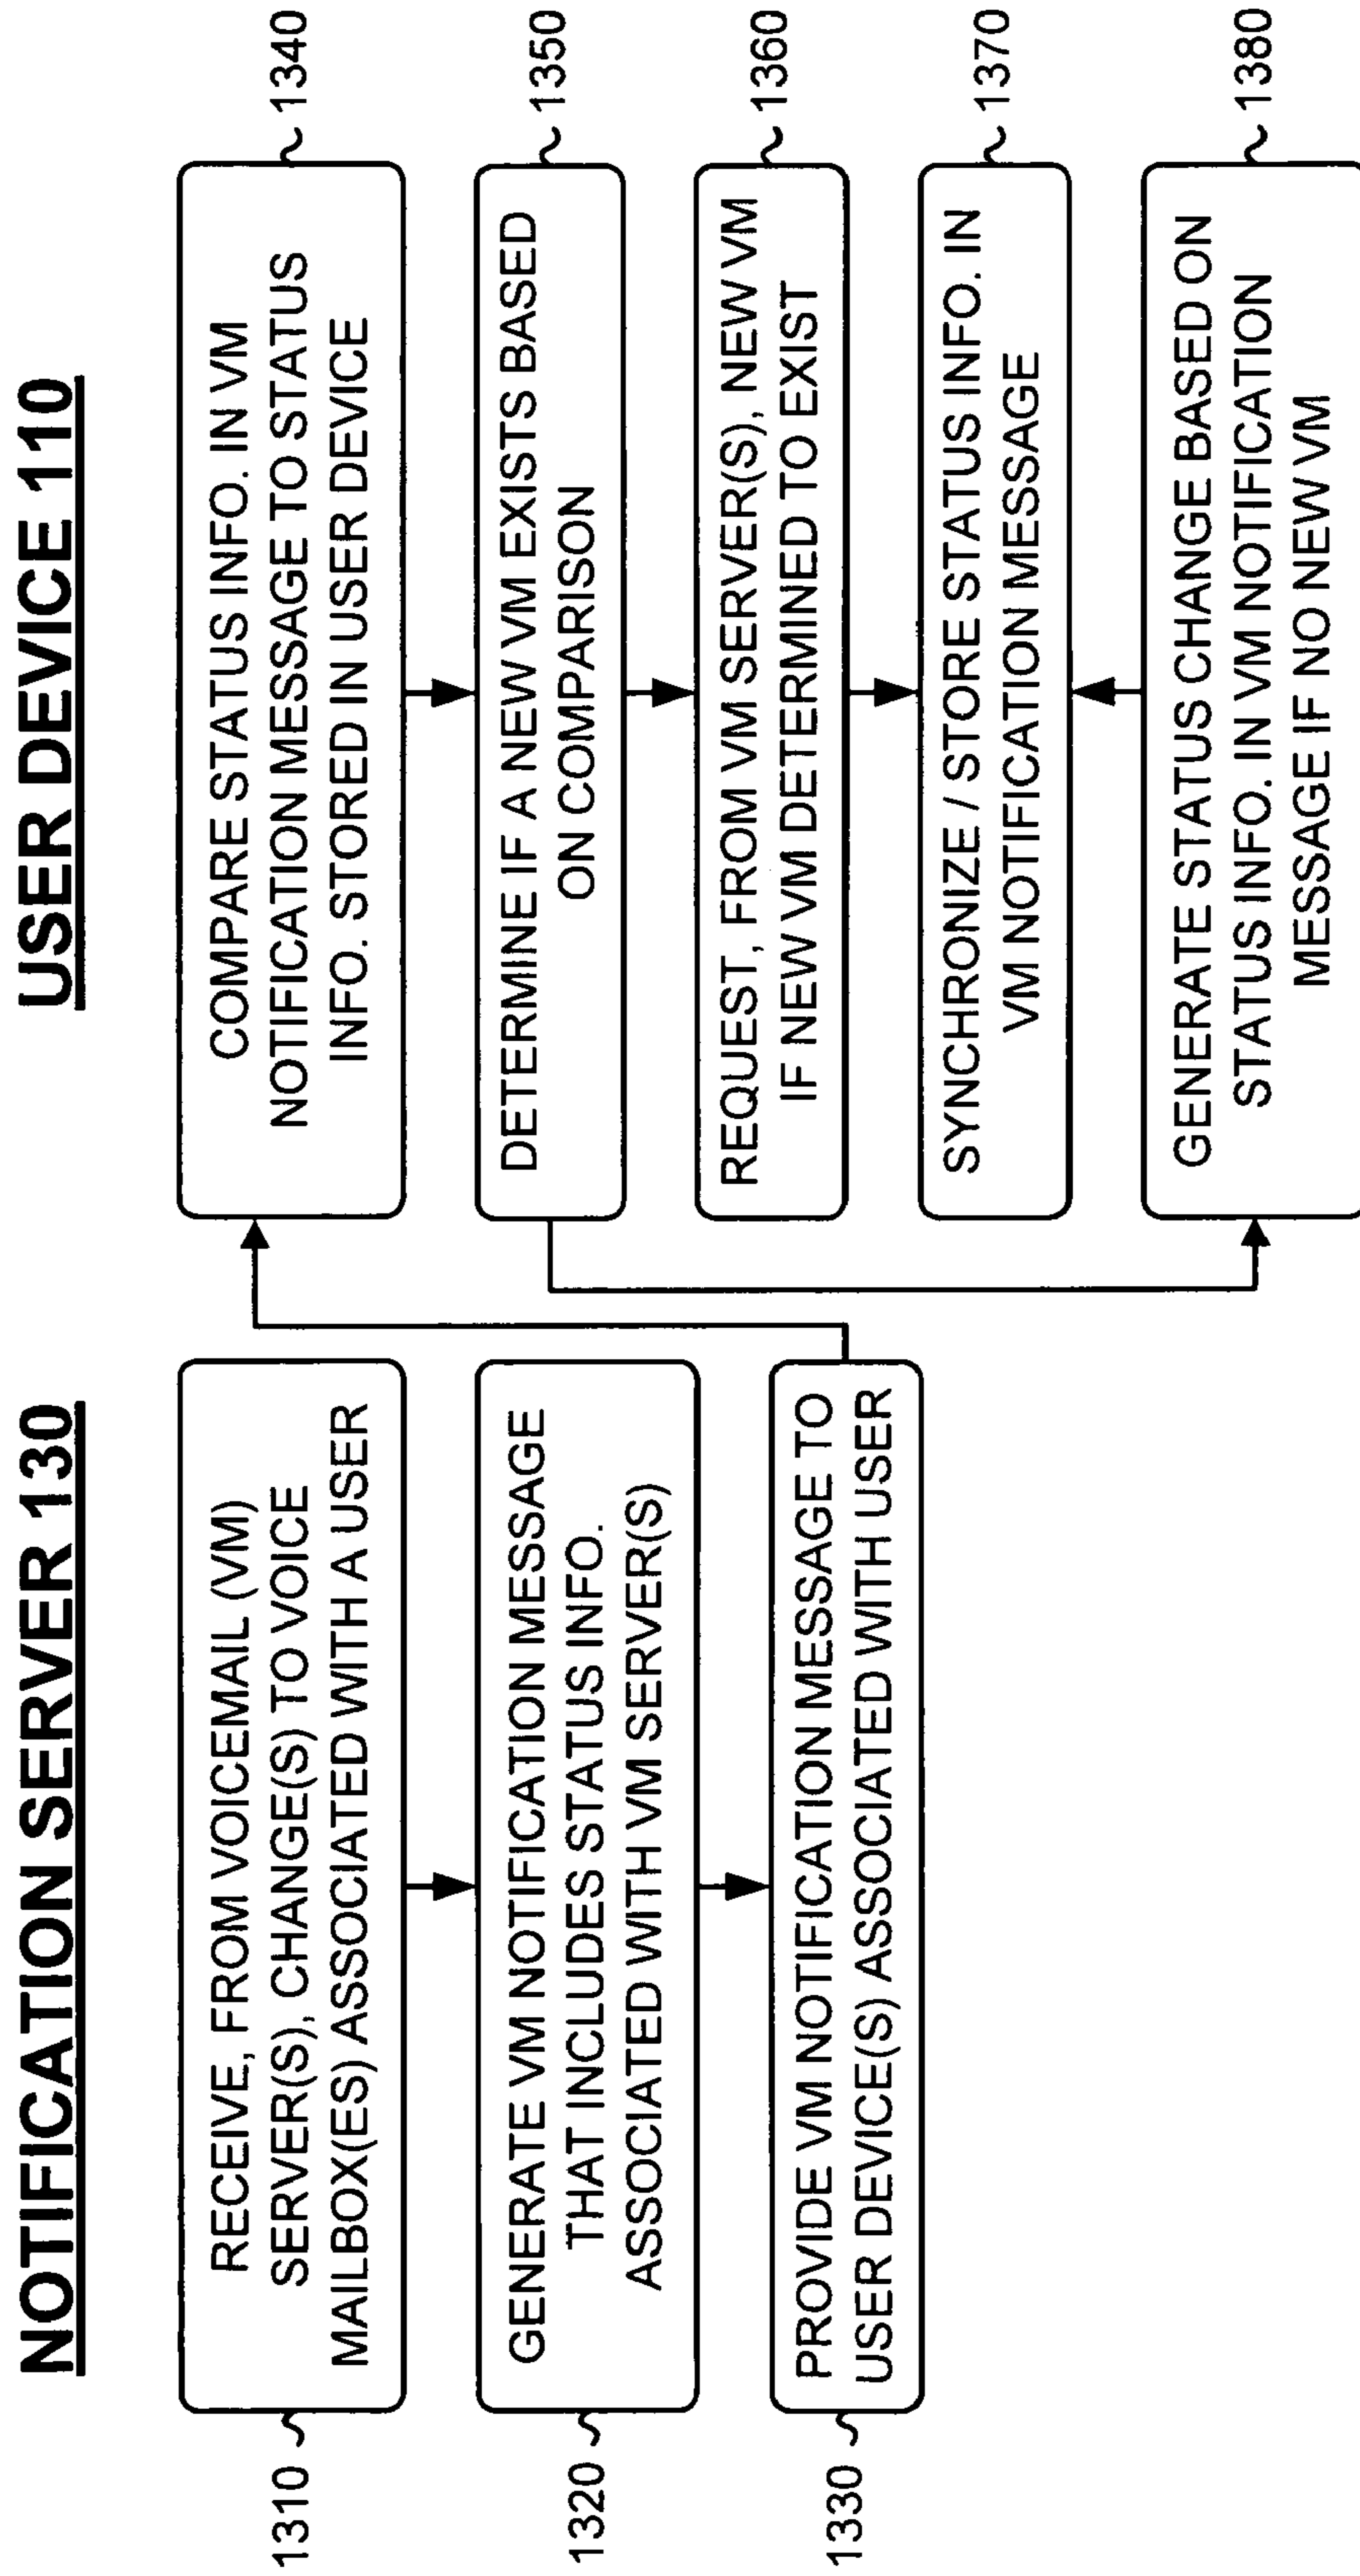 NOTIFICATION SERVER 130
1310
RECEIVE, FROM VOICEMAIL (VM)
SERVER(S), CHANGE(S) TO VOICE
MAILBOX(ES) ASSOCIATED WITH A USER
1320
GENERATE VM NOTIFICATION MESSAGE
THAT INCLUDES STATUS INFO.
ASSOCIATED WITH VM SERVER(S)
1330
PROVIDE VM NOTIFICATION MESSAGE TO
USER DEVICE(S) ASSOCIATED WITH USER
USER DEVICE 110
COMPARE STATUS INFO. IN VM
NOTIFICATION MESSAGE TO STATUS
INFO. STORED IN USER DEVICE
1340
DETERMINE IF A NEW VM EXISTS BASED
ON COMPARISON
1350
REQUEST, FROM VM SERVER(S), NEW VM
IF NEW VM DETERMINED TO EXIST
1360
SYNCHRONIZE / STORE STATUS INFO. IN
VM NOTIFICATION MESSAGE
1370
GENERATE STATUS CHANGE BASED ON
STATUS INFO. IN VM NOTIFICATION
MESSAGE IF NO NEW VM
1380